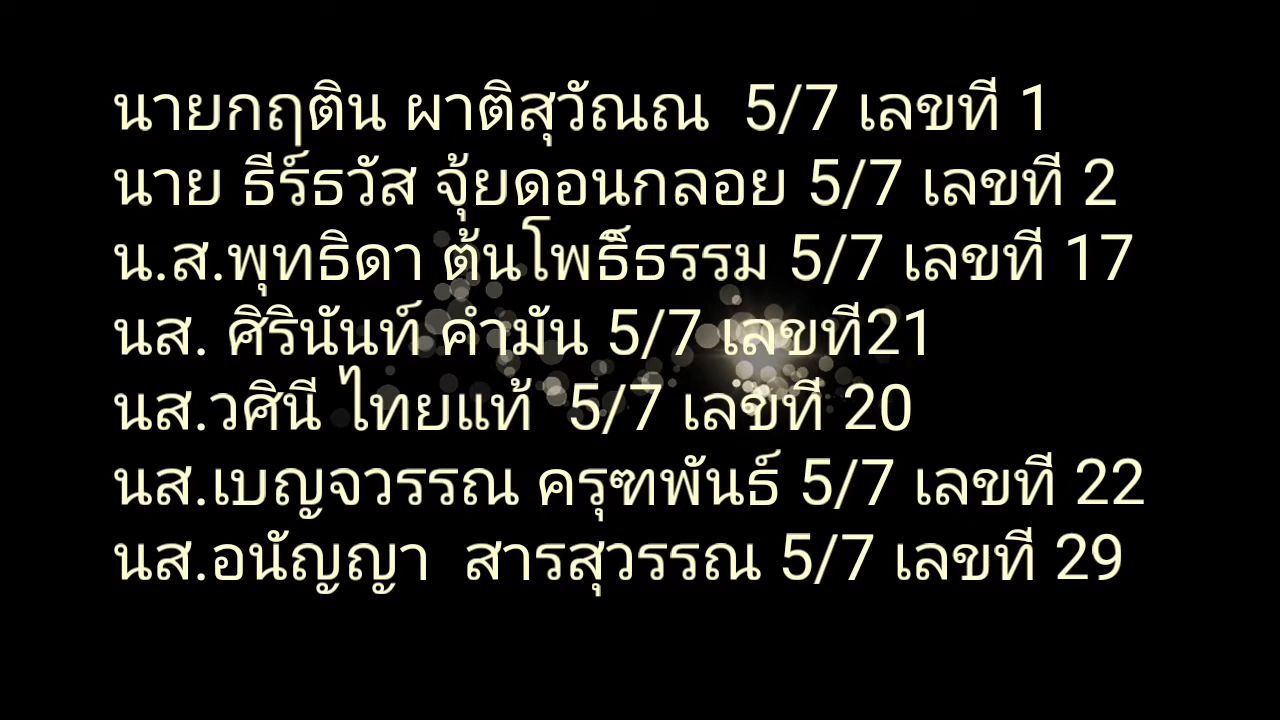 นายกฤติน ผาติสุวัณณ 5/7 เลขที่ 1
นาย ธีร์ธวัส จุ้ยดอนกลอย 5/7 เลขที่ 2
น.ส.พุทธิดา ต้นโพธิ์ธรรม 5/7 เลขที่ 17
นส. ศิรินันท์ คำมัน 5/7 เลขที่21
นส.วศินี ไทยแท้ 5/7 เลขที่ 20
นส.เบญจวรรณ ครุฑพันธ์ 5/7 เลขที่ 22
นส.อนัญญา สารสุวรรณ 5/7 เลขที่ 29